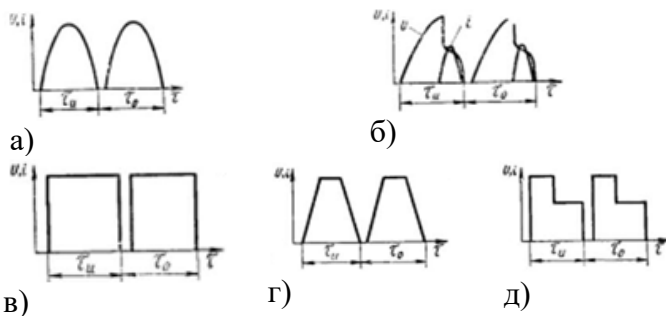 u,i
τи τо τ
а)
u,i
u i
τи τо τ
б)
u,i
τи τо τ
в)
u,i
τи τо τ
г)
u,i
τи τо τ
д)